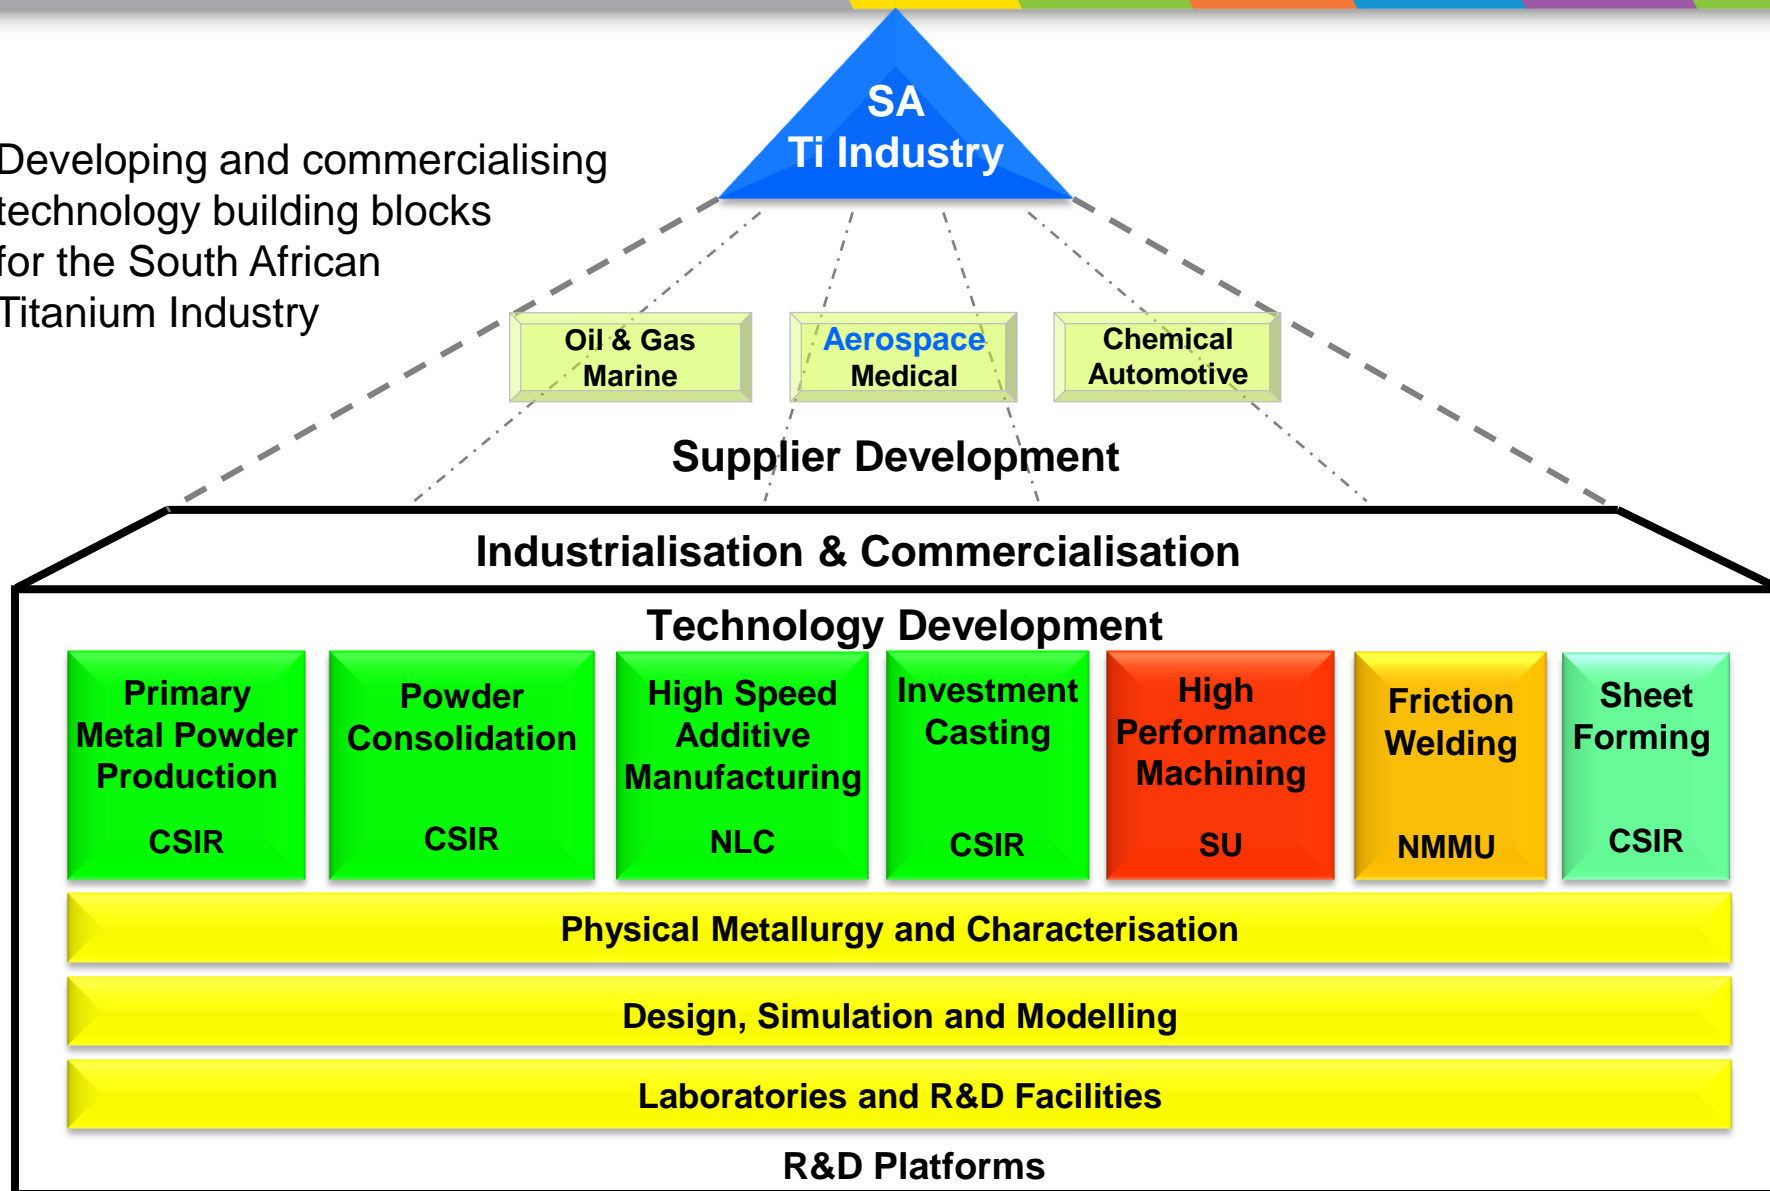 SA
Ti Industry
Developing and commercialising
technology building blocks
for the South African
Titanium Industry
Oil & Gas
Marine
Aerospace
Medical
Chemical
Automotive
Supplier Development
Industrialisation & Commercialisation
Technology Development
Primary
Metal Powder
Production
CSIR
Powder
Consolidation
CSIR
High Speed
Additive
Manufacturing
NLC
Investment
Casting
CSIR
High
Performance
Machining
SU
Friction
Welding
NMMU
Sheet
Forming
CSIR
Physical Metallurgy and Characterisation
Design, Simulation and Modelling
Laboratories and R&D Facilities
R&D Platforms